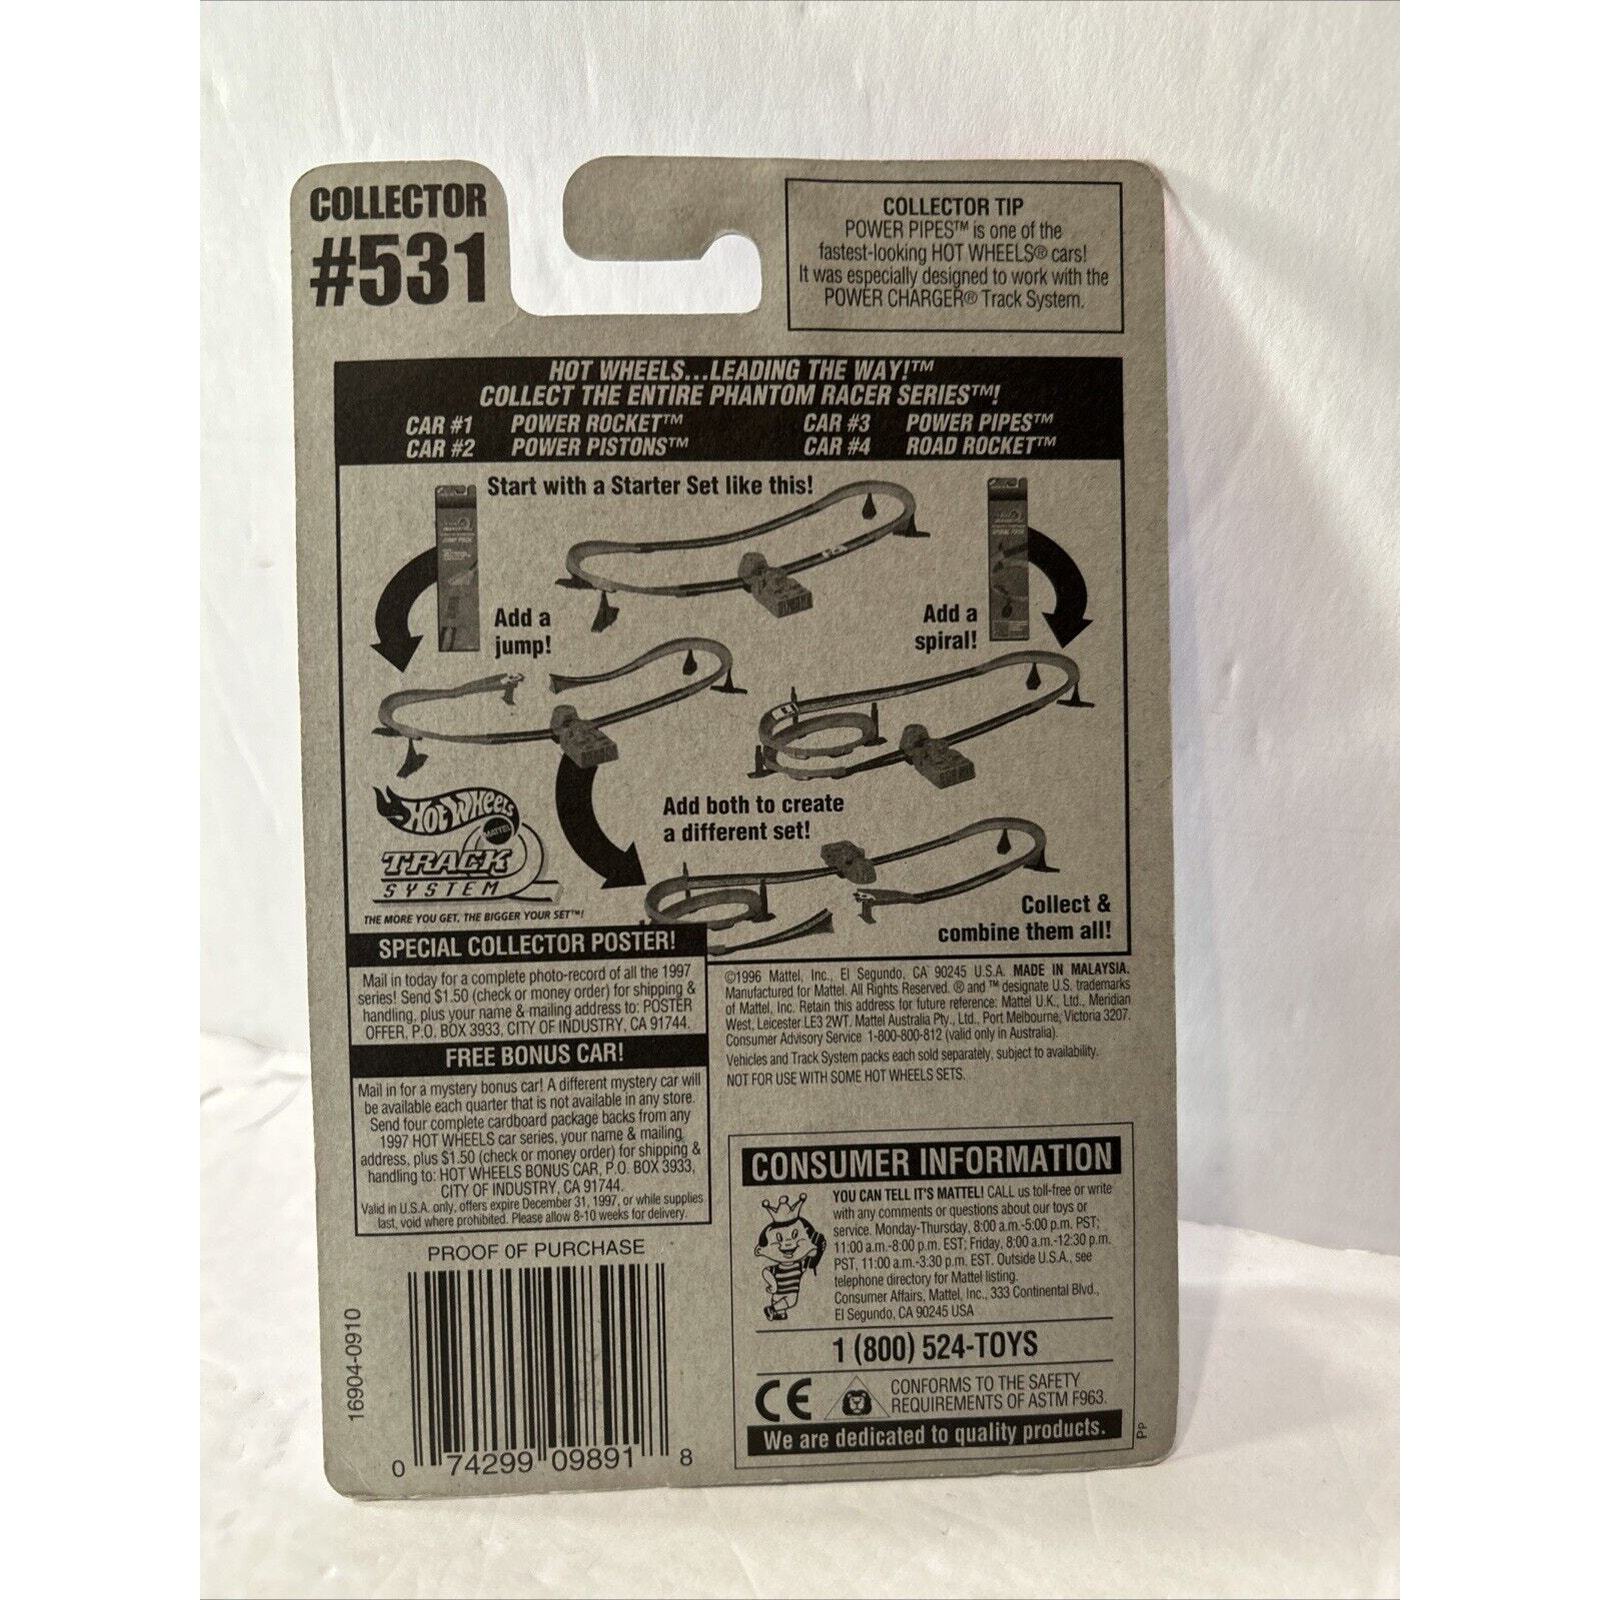 COLLECTOR
#531
COLLECTOR TIP
POWER PIPES™ is one of the
fastest-looking HOT WHEELS® cars!
It was especially designed to work with the
POWER CHARGER® Track System.
HOT WHEELS...LEADING THE WAY!™
COLLECT THE ENTIRE PHANTOM RACER SERIES™!
CAR #1 POWER ROCKET™ CAR #3 POWER PIPES™
CAR #2 POWER PISTONS™ CAR #4 ROAD ROCKET™
Start with a Starter Set like this!
JUMP PACK
SPIRAL PACK
Add a
jump!
Add a
spiral!
Add both to create
a different set!
Collect &
combine them all!
HOT WHEELS
MATTEL
TRACK
SYSTEM
THE MORE YOU GET, THE BIGGER YOUR SET™!
SPECIAL COLLECTOR POSTER!
Mail in today for a complete photo-record of all the 1997
series! Send $1.50 (check or money order) for shipping &
handling, plus your name & mailing address to: POSTER
OFFER, P.O. BOX 3933, CITY OF INDUSTRY, CA 91744.
FREE BONUS CAR!
Mail in for a mystery bonus car! A different mystery car will
be available each quarter that is not available in any store.
Send four complete cardboard package backs from any
1997 HOT WHEELS car series, your name & mailing
address, plus $1.50 (check or money order) for shipping &
handling to: HOT WHEELS BONUS CAR, P.O. BOX 3933,
CITY OF INDUSTRY, CA 91744.
Valid in U.S.A. only, offers expire December 31, 1997, or while supplies
last, void where prohibited. Please allow 8-10 weeks for delivery.
PROOF OF PURCHASE
16904-0910
0 74299 09891 8
©1996 Mattel, Inc., El Segundo, CA 90245 U.S.A. MADE IN MALAYSIA.
Manufactured for Mattel. All Rights Reserved. ® and ™ designate U.S. trademarks
of Mattel, Inc. Retain this address for future reference: Mattel U.K., Ltd., Meridian
West, Leicester LE3 2WT. Mattel Australia Pty., Ltd., Port Melbourne, Victoria 3207.
Consumer Advisory Service 1-800-800-812 (valid only in Australia).
Vehicles and Track System packs each sold separately, subject to availability.
NOT FOR USE WITH SOME HOT WHEELS SETS.
CONSUMER INFORMATION
YOU CAN TELL IT'S MATTEL! CALL us toll-free or write
with any comments or questions about our toys or
service. Monday-Thursday, 8:00 a.m.-5:00 p.m. PST;
11:00 a.m.-8:00 p.m. EST; Friday, 8:00 a.m.-12:30 p.m.
PST, 11:00 a.m.-3:30 p.m. EST. Outside U.S.A., see
telephone directory for Mattel listing.
Consumer Affairs, Mattel, Inc., 333 Continental Blvd.,
El Segundo, CA 90245 USA
1 (800) 524-TOYS
CE
CONFORMS TO THE SAFETY
REQUIREMENTS OF ASTM F963.
We are dedicated to quality products.
Pp